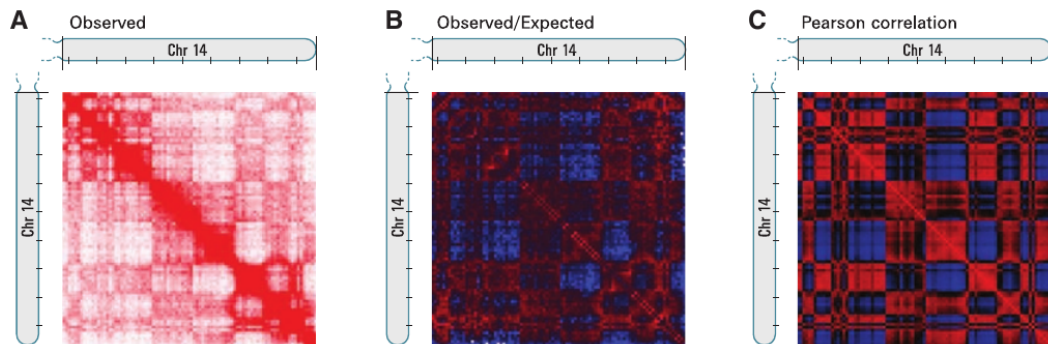 A Observed
Chr 14
Chr 14
B Observed/Expected
Chr 14
Chr 14
C Pearson correlation
Chr 14
Chr 14